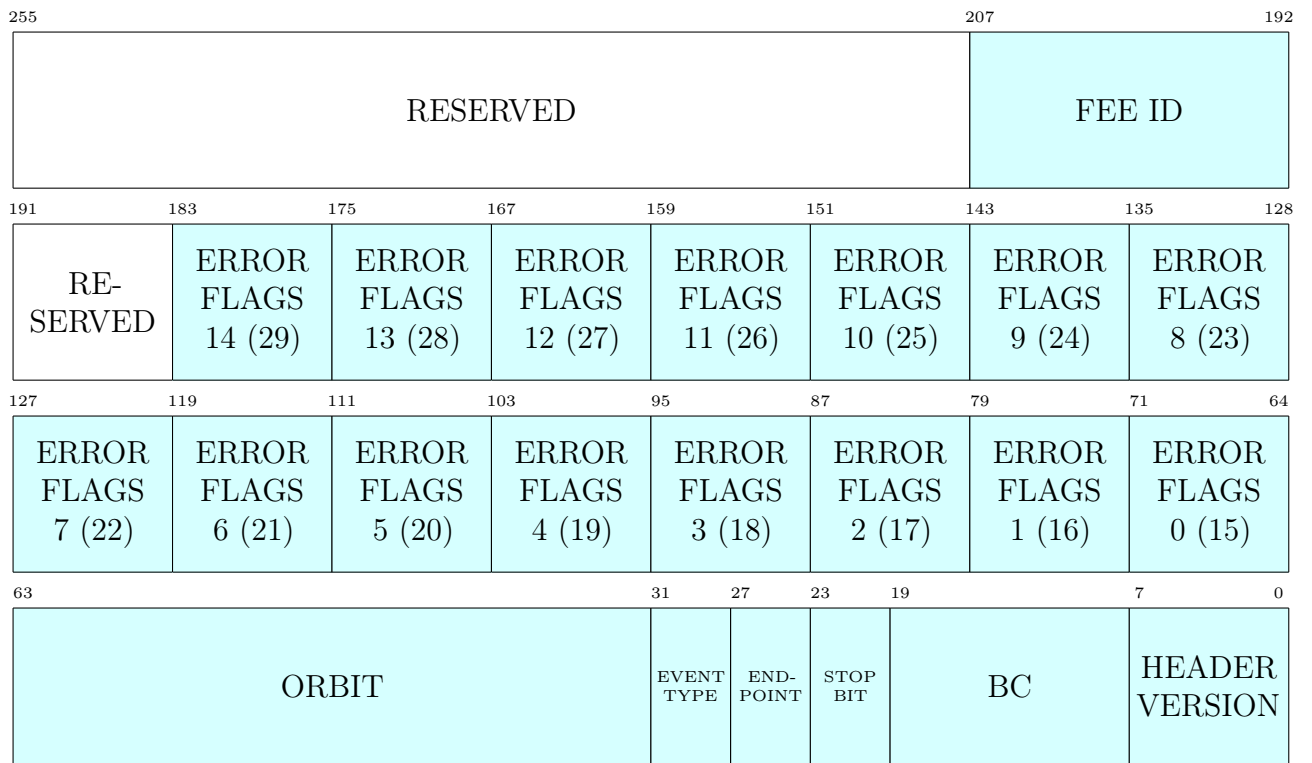 255 207 192
RESERVED FEE ID
191 183 175 167 159 151 143 135 128
RE-
SERVED
ERROR
FLAGS
14 (29)
ERROR
FLAGS
13 (28)
ERROR
FLAGS
12 (27)
ERROR
FLAGS
11 (26)
ERROR
FLAGS
10 (25)
ERROR
FLAGS
9 (24)
ERROR
FLAGS
8 (23)
127 119 111 103 95 87 79 71 64
ERROR
FLAGS
7 (22)
ERROR
FLAGS
6 (21)
ERROR
FLAGS
5 (20)
ERROR
FLAGS
4 (19)
ERROR
FLAGS
3 (18)
ERROR
FLAGS
2 (17)
ERROR
FLAGS
1 (16)
ERROR
FLAGS
0 (15)
63 31 27 23 19 7 0
ORBIT
EVENT
TYPE
END-
POINT
STOP
BIT
BC
HEADER
VERSION